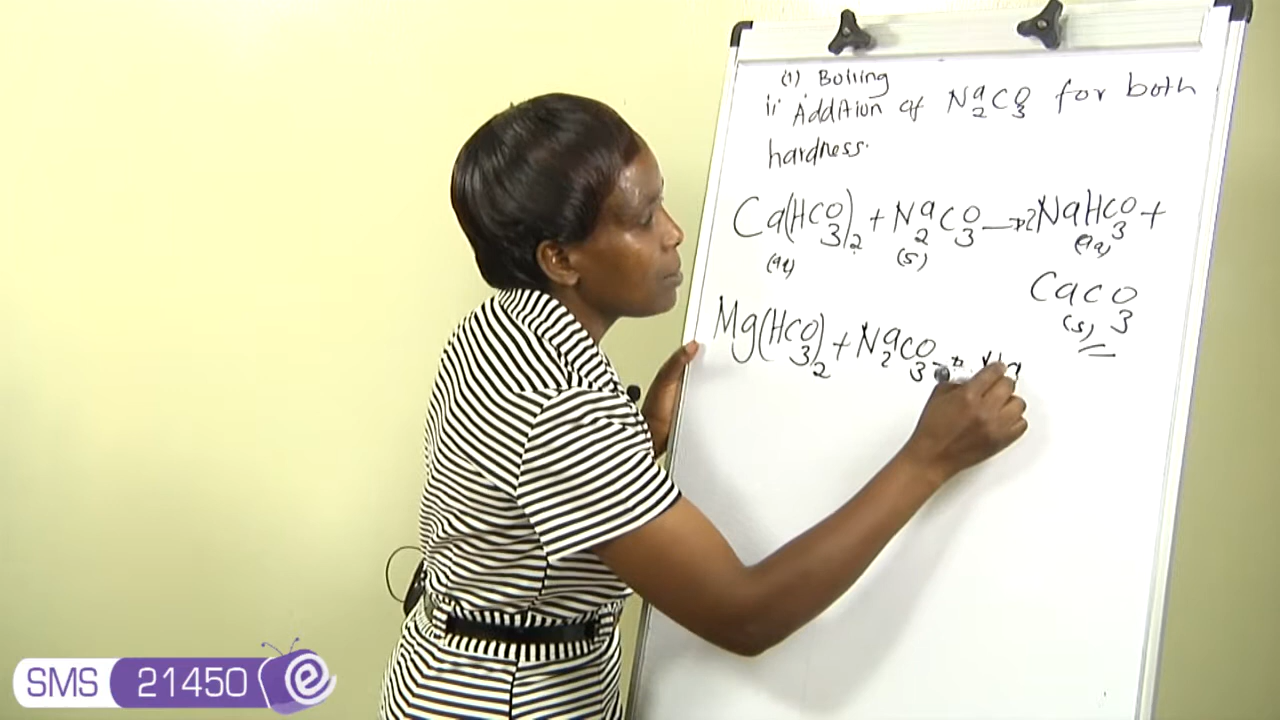 (i) Boiling
ii Addition of Na2CO3 for both
hardness.
Ca(HCO3)2 + Na2CO3 → 2NaHCO3 +
(aq) (s) (aq)
CaCO3
(s)
Mg(HCO3)2 + Na2CO3 → Na
SMS 21450 e